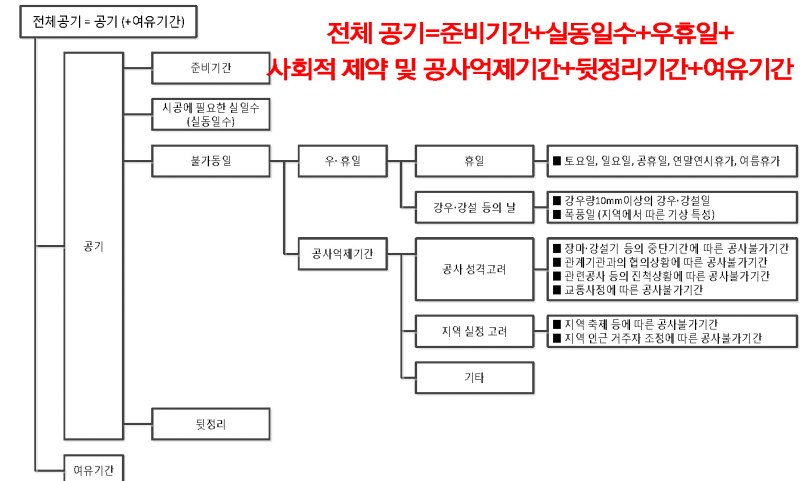 전체공기 = 공기 (+여유기간)
전체 공기=준비기간+실동일수+우휴일+
사회적 제약 및 공사억제기간+뒷정리기간+여유기간
준비기간
시공에 필요한 실일수
(실동일수)
불가동일
우·휴일
휴일
■ 토요일, 일요일, 공휴일, 연말연시휴가, 여름휴가
강우·강설 등의 날
■ 강우량10mm이상의 강우·강설일
■ 폭풍일 (지역에서 따른 기상 특성)
공기
공사억제기간
공사 성격고려
■ 장마·강설기 등의 중단기간에 따른 공사불가기간
■ 관계기관과의 협의상황에 따른 공사불가기간
■ 관련공사 등의 진척상황에 따른 공사불가기간
■ 교통사정에 따른 공사불가기간
지역 실정 고려
■ 지역 축제 등에 따른 공사불가기간
■ 지역 인근 거주자 조정에 따른 공사불가기간
기타
뒷정리
여유기간